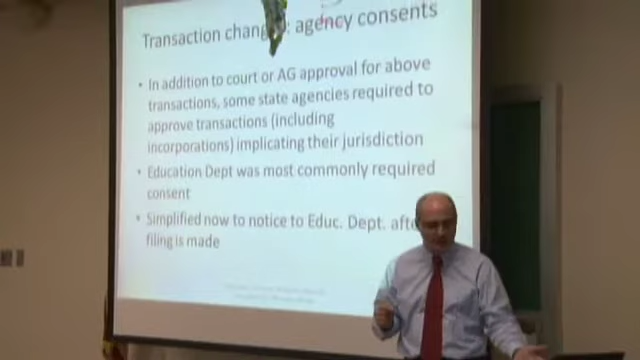 Transaction chang : agency consents
• In addition to court or AG approval for above
transactions, some state agencies required to
approve transactions (including
incorporations) implicating their jurisdiction
• Education Dept was most commonly required
consent
• Simplified now to notice to Educ. Dept. afte
filing is made